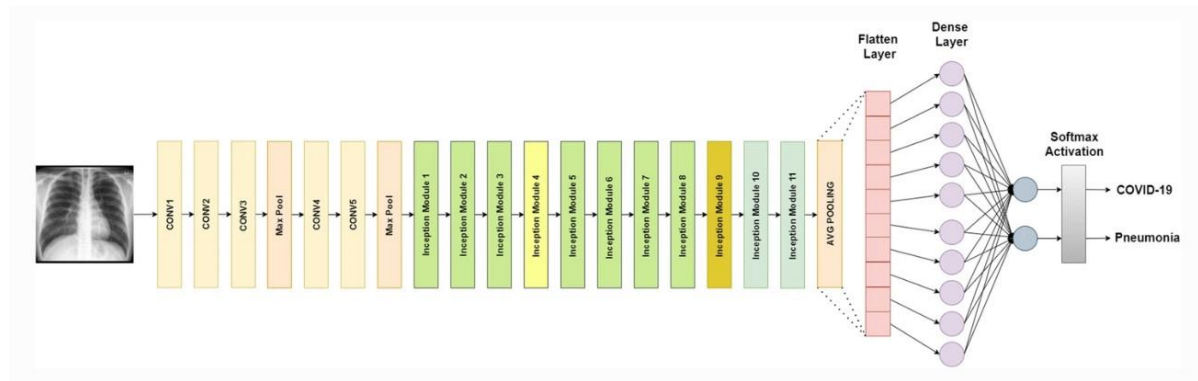 CONV1
CONV2
CONV3
Max Pool
CONV4
CONV5
Max Pool
Inception Module 1
Inception Module 2
Inception Module 3
Inception Module 4
Inception Module 5
Inception Module 6
Inception Module 7
Inception Module 8
Inception Module 9
Inception Module 10
Inception Module 11
AVG POOLING
Flatten
Layer
Dense
Layer
Softmax
Activation
COVID-19
Pneumonia